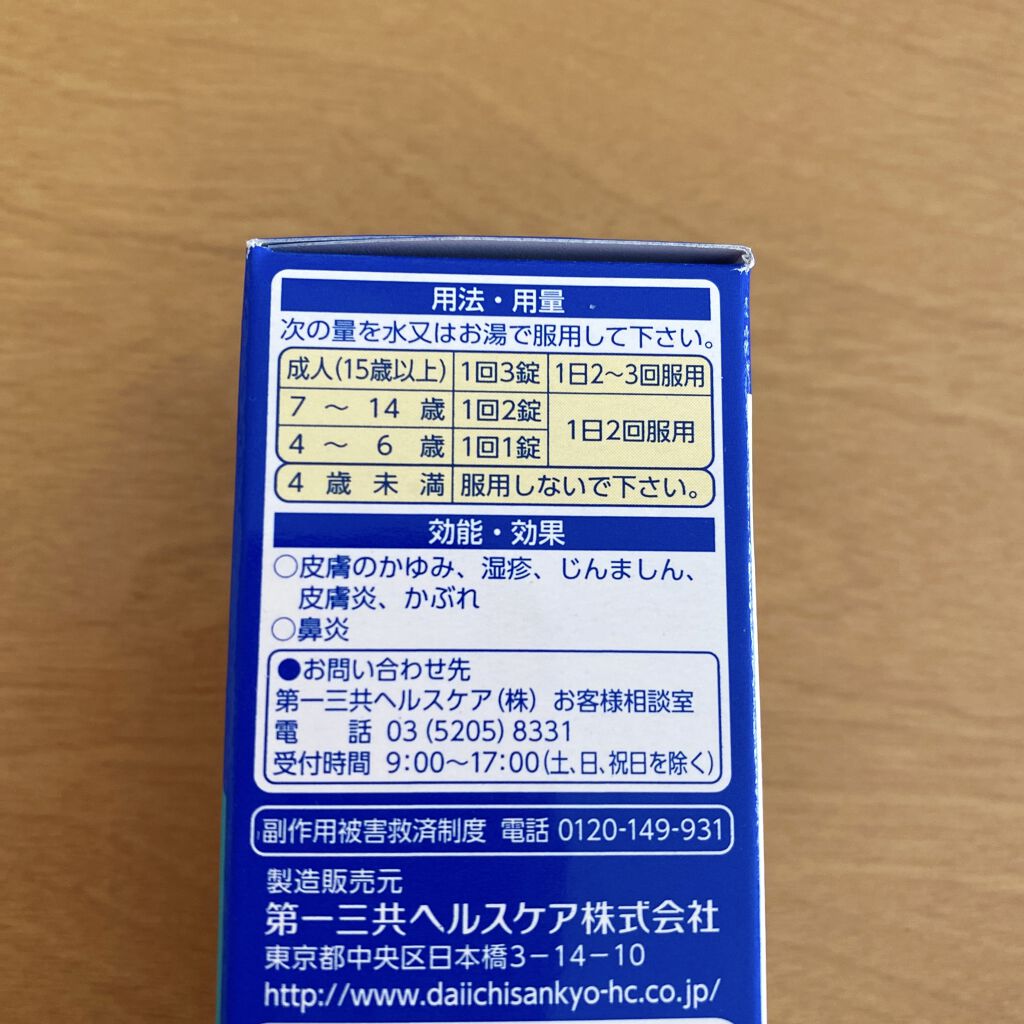 用法・用量
次の量を水又はお湯で服用して下さい。
成人(15歳以上) 1回3錠 1日2〜3回服用
7 〜 14 歳 1回2錠 1日2回服用
4 〜 6 歳 1回1錠
4 歳 未 満 服用しないで下さい。
効能・効果
○皮膚のかゆみ、湿疹、じんましん、
皮膚炎、かぶれ
○鼻炎
●お問い合わせ先
第一三共ヘルスケア(株) お客様相談室
電 話 03 (5205) 8331
受付時間 9:00〜17:00(土、日、祝日を除く)
副作用被害救済制度 電話 0120-149-931
製造販売元
第一三共ヘルスケア株式会社
東京都中央区日本橋3-14-10
http://www.daiichisankyo-hc.co.jp/